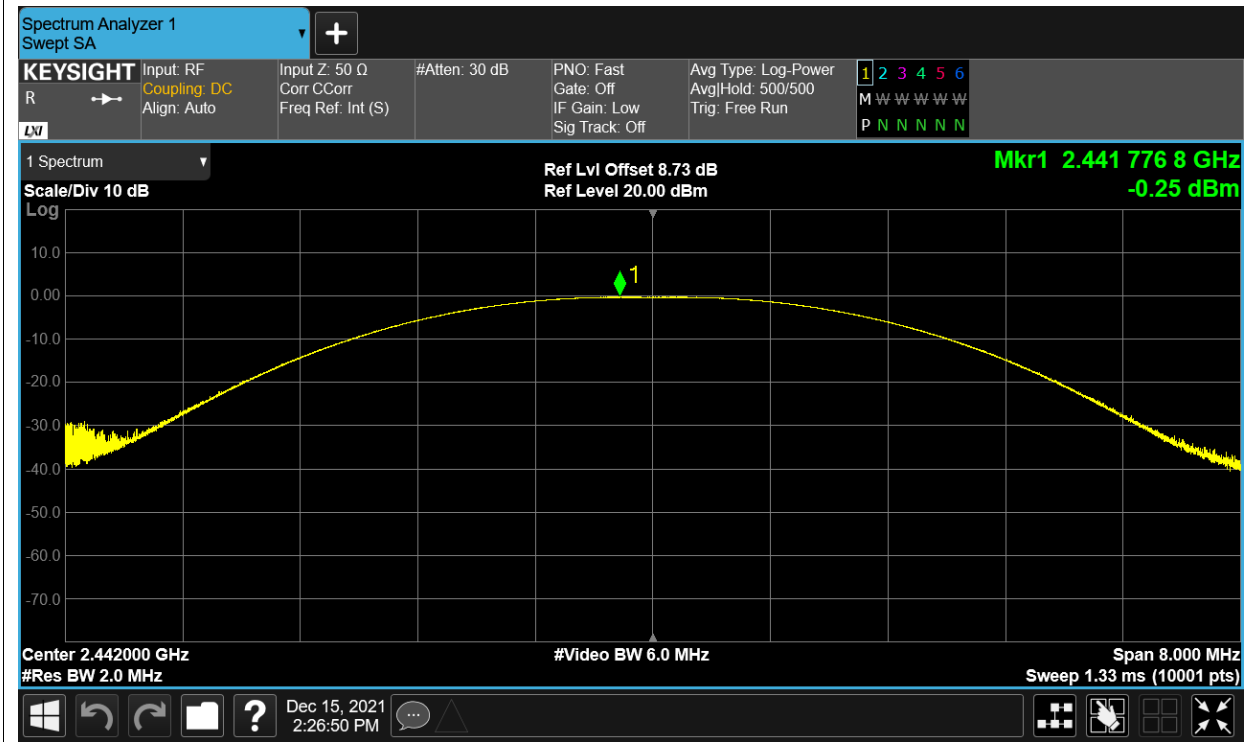 Spectrum Analyzer 1
Swept SA
+
KEYSIGHT
R
LXI
Input: RF
Coupling: DC
Align: Auto
Input Z: 50 Ω
Corr CCorr
Freq Ref: Int (S)
#Atten: 30 dB
PNO: Fast
Gate: Off
IF Gain: Low
Sig Track: Off
Avg Type: Log-Power
Avg|Hold: 500/500
Trig: Free Run
1 2 3 4 5 6
M W W W W W
P N N N N N
1 Spectrum
Scale/Div 10 dB
Log
Ref Lvl Offset 8.73 dB
Ref Level 20.00 dBm
Mkr1 2.441 776 8 GHz
-0.25 dBm
1
10.0
0.00
-10.0
-20.0
-30.0
-40.0
-50.0
-60.0
-70.0
Center 2.442000 GHz
#Video BW 6.0 MHz
Span 8.000 MHz
#Res BW 2.0 MHz
Sweep 1.33 ms (10001 pts)
?
Dec 15, 2021
2:26:50 PM